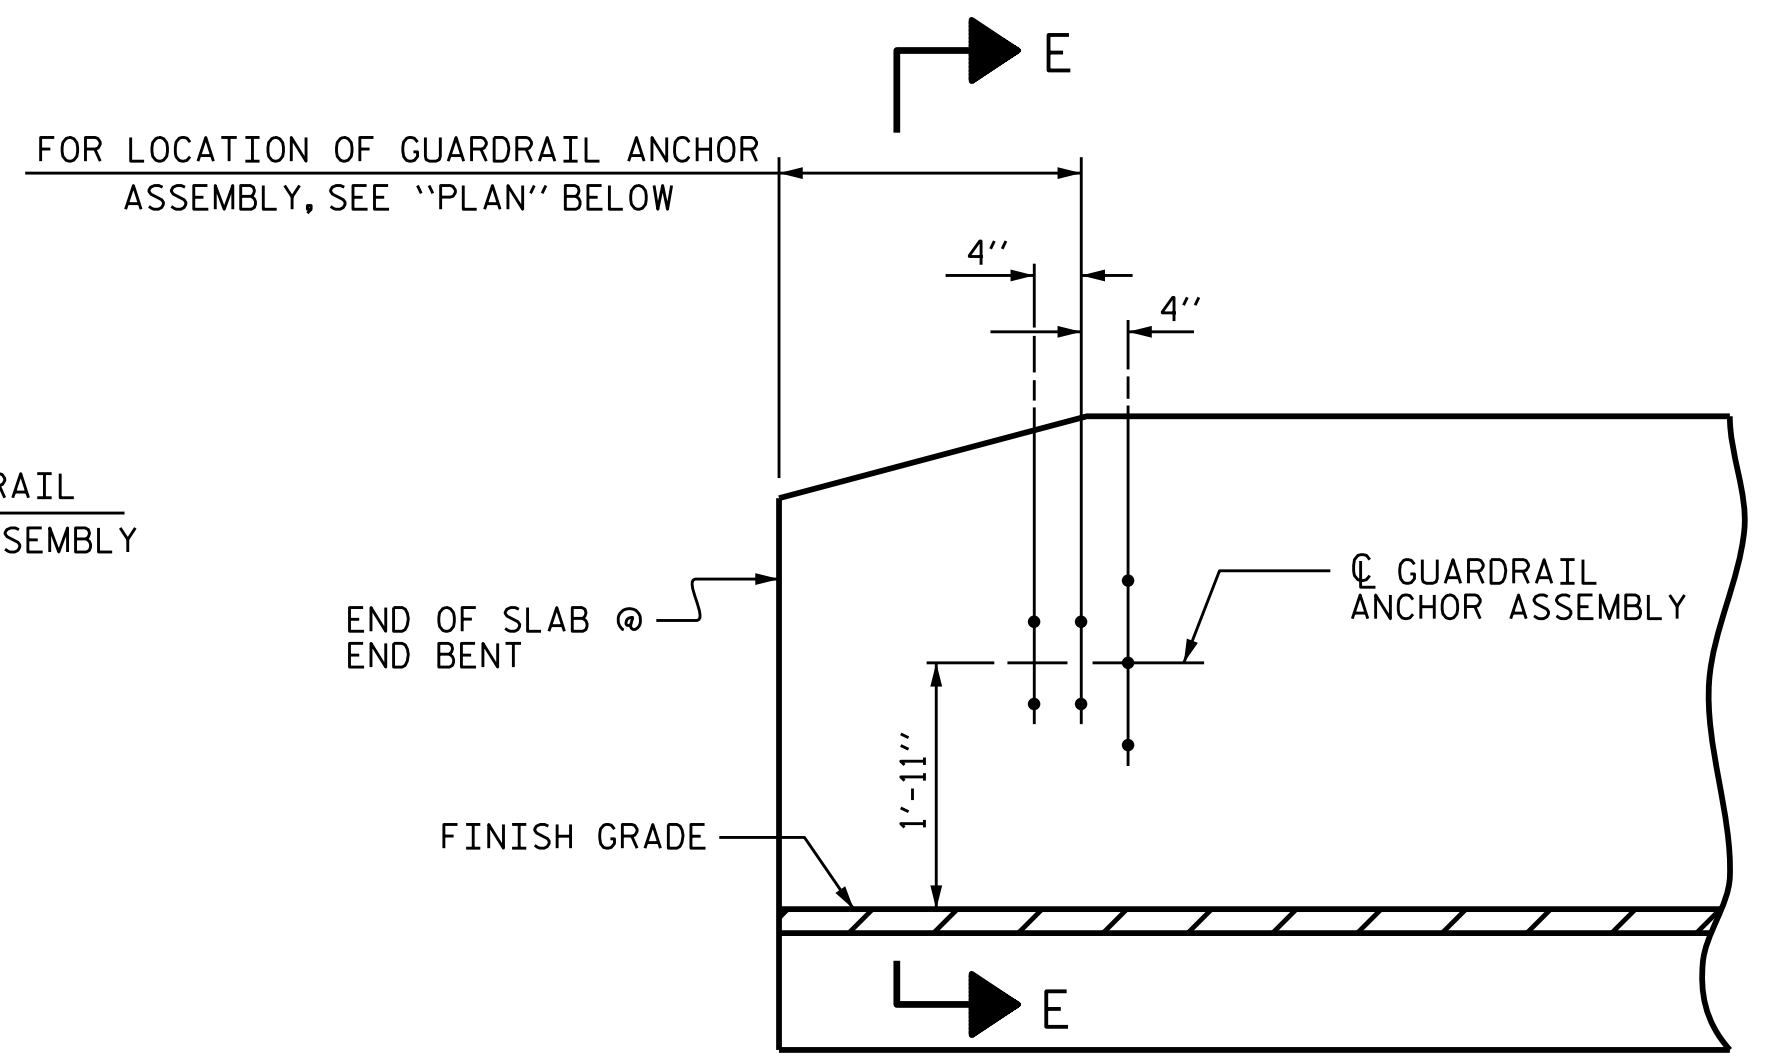 E
FOR LOCATION OF GUARDRAIL ANCHOR
ASSEMBLY, SEE "PLAN" BELOW
4"
4"
RAIL
SEMBLY
℄ GUARDRAIL
ANCHOR ASSEMBLY
END OF SLAB @
END BENT
1'-11"
FINISH GRADE
E